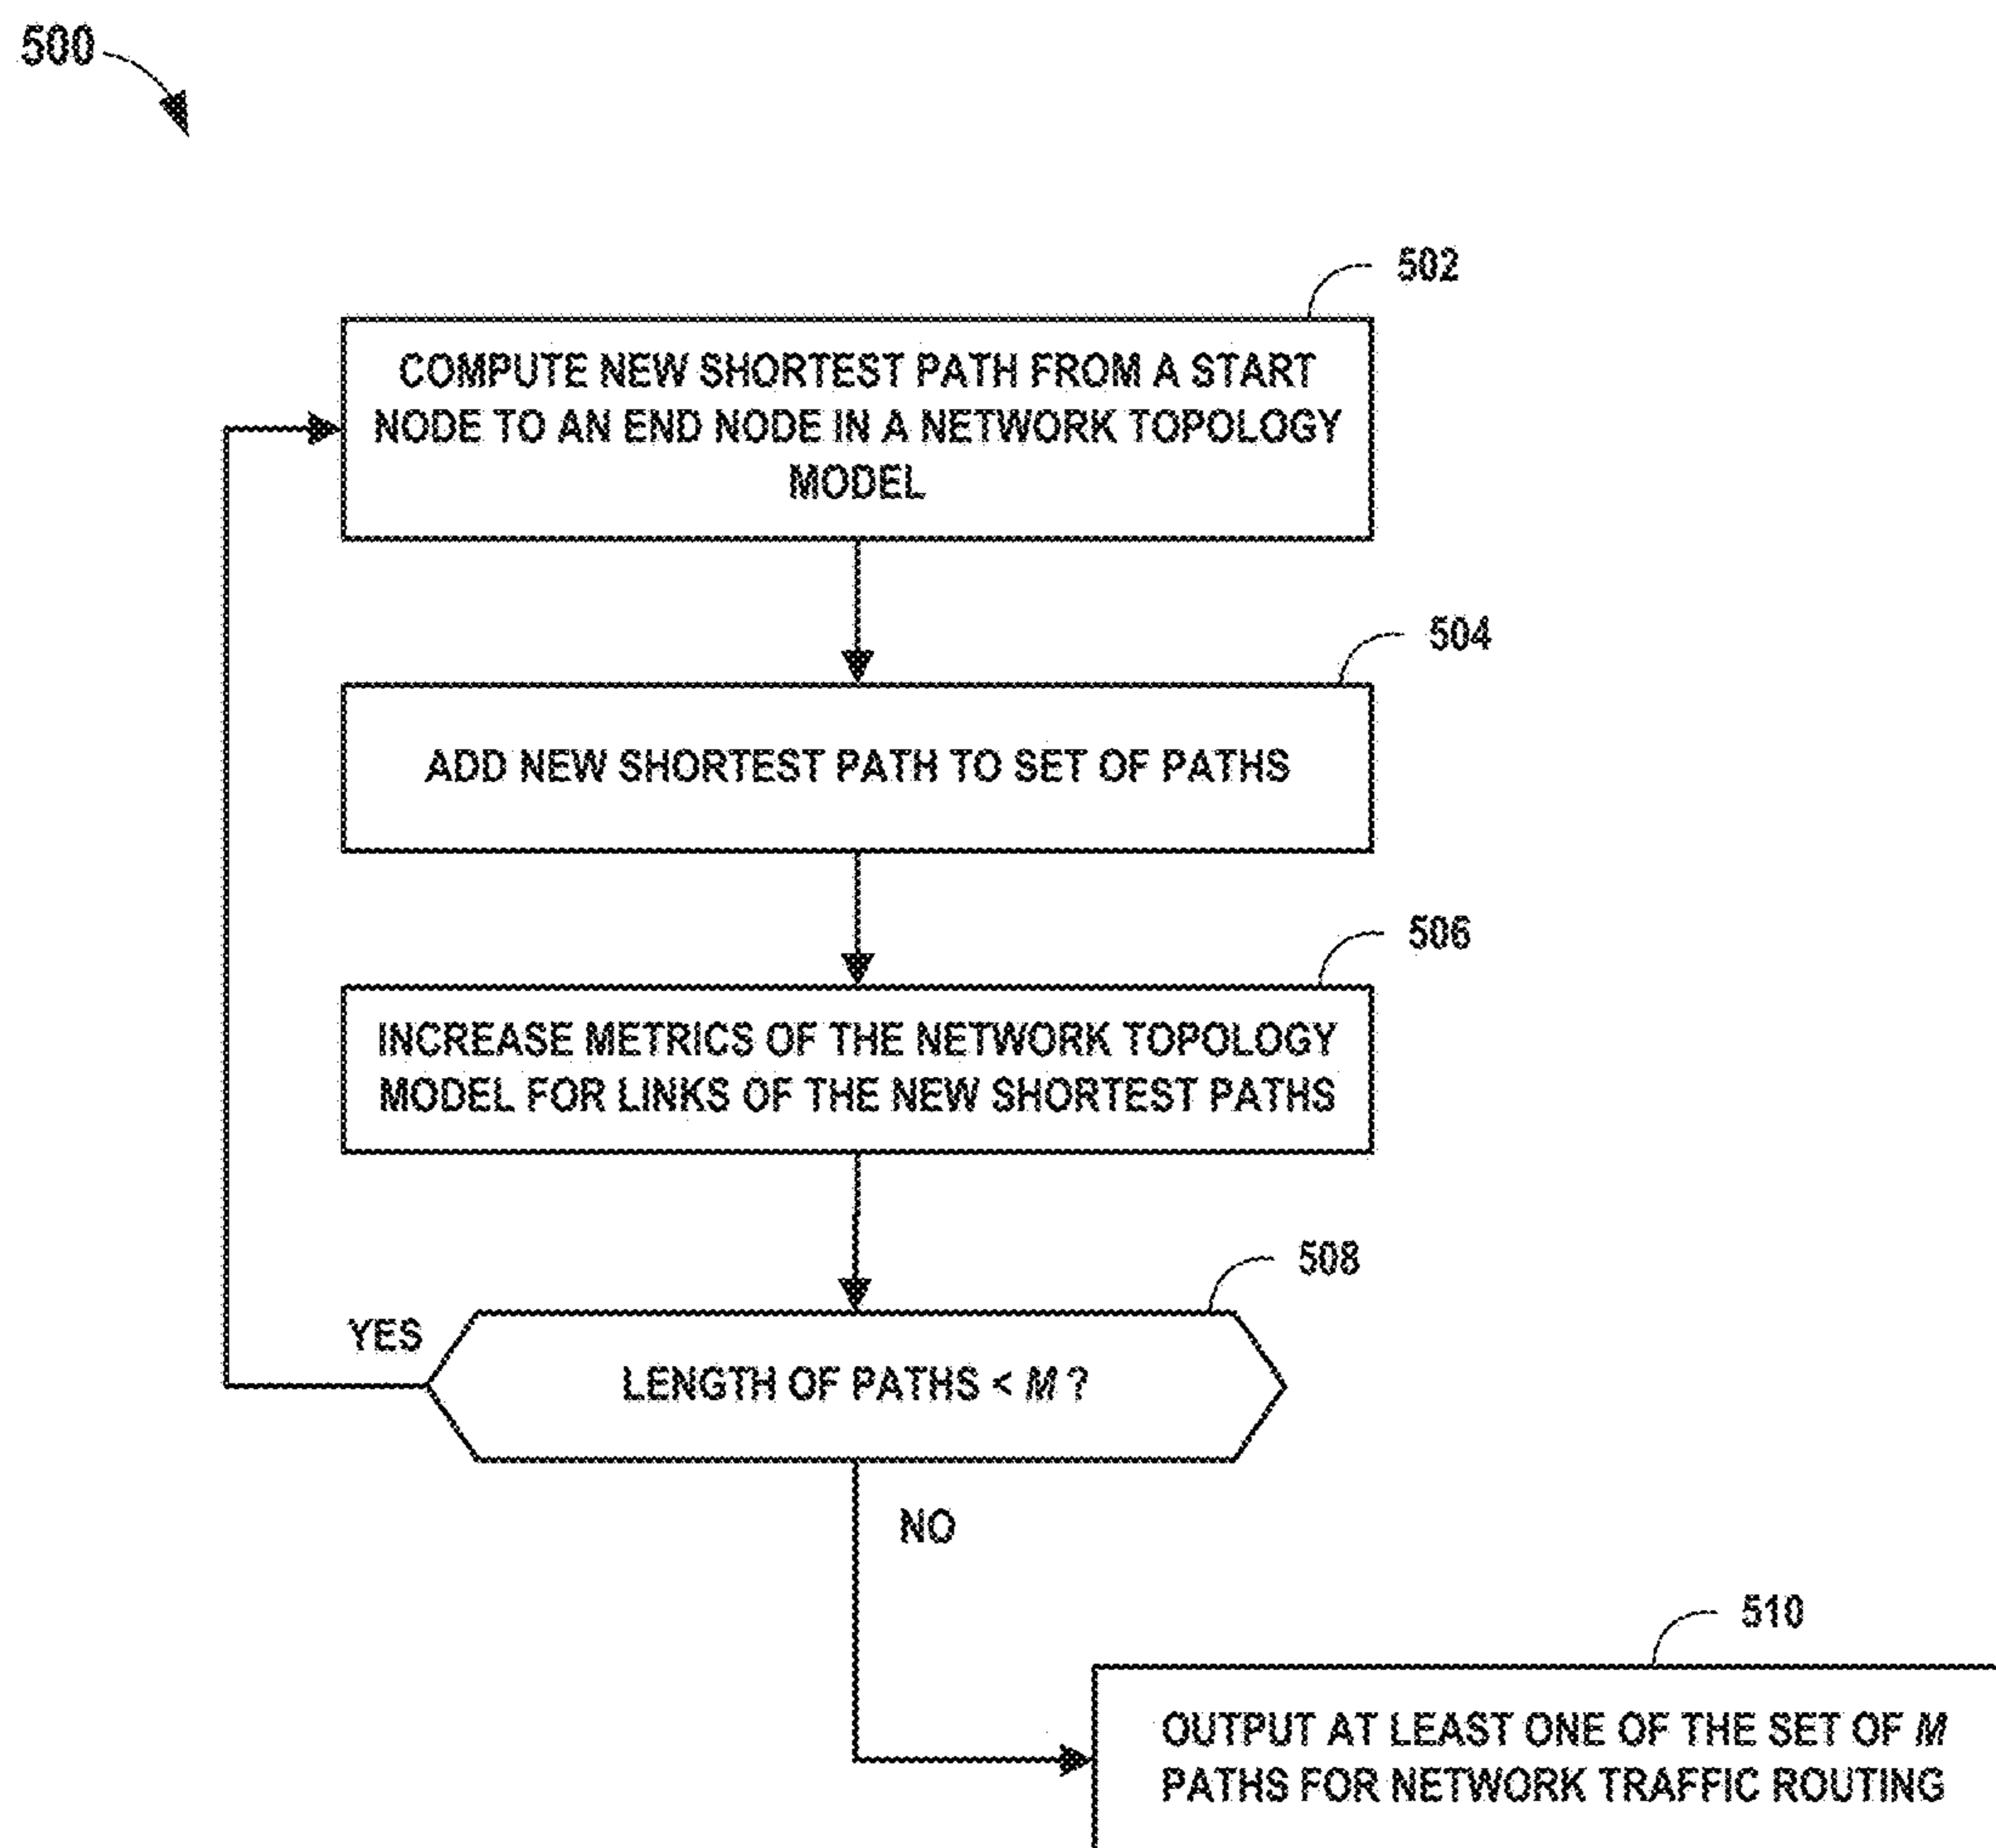 500
502
COMPUTE NEW SHORTEST PATH FROM A START
NODE TO AN END NODE IN A NETWORK TOPOLOGY
MODEL
504
ADD NEW SHORTEST PATH TO SET OF PATHS
506
INCREASE METRICS OF THE NETWORK TOPOLOGY
MODEL FOR LINKS OF THE NEW SHORTEST PATHS
508
YES
LENGTH OF PATHS < M ?
NO
510
OUTPUT AT LEAST ONE OF THE SET OF M
PATHS FOR NETWORK TRAFFIC ROUTING